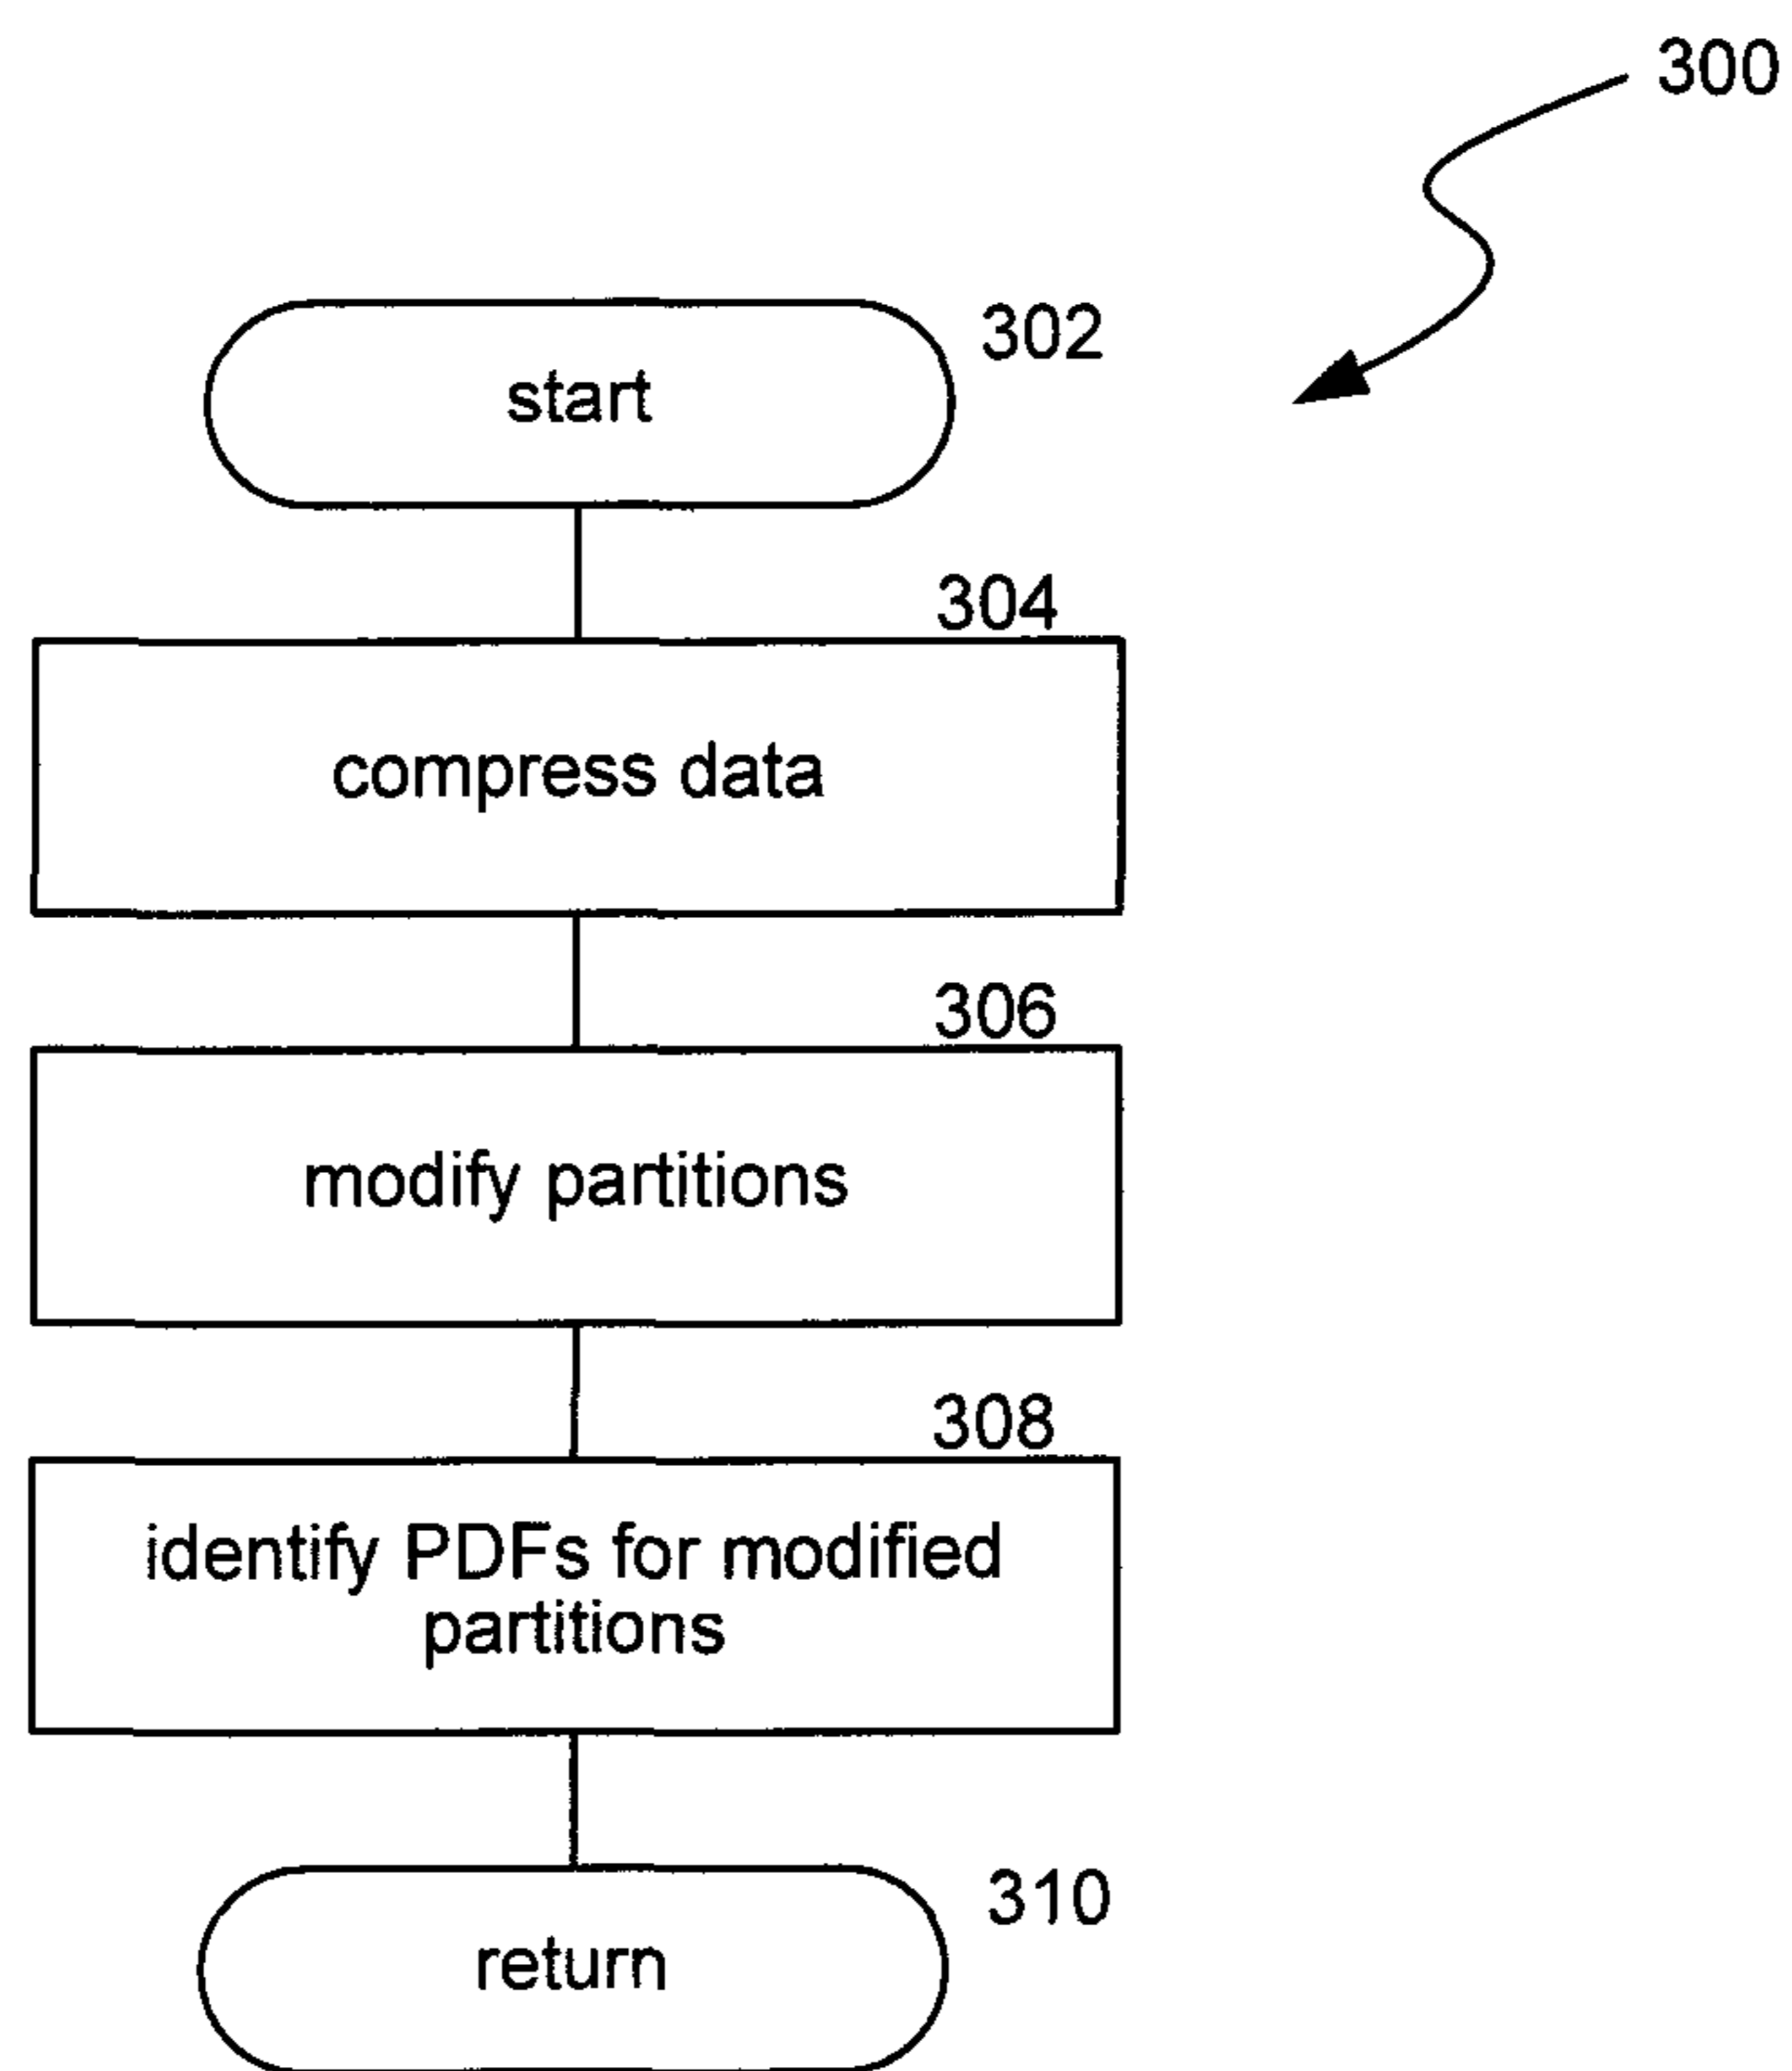 300
302
start
304
compress data
306
modify partitions
308
identify PDFs for modified
partitions
310
return